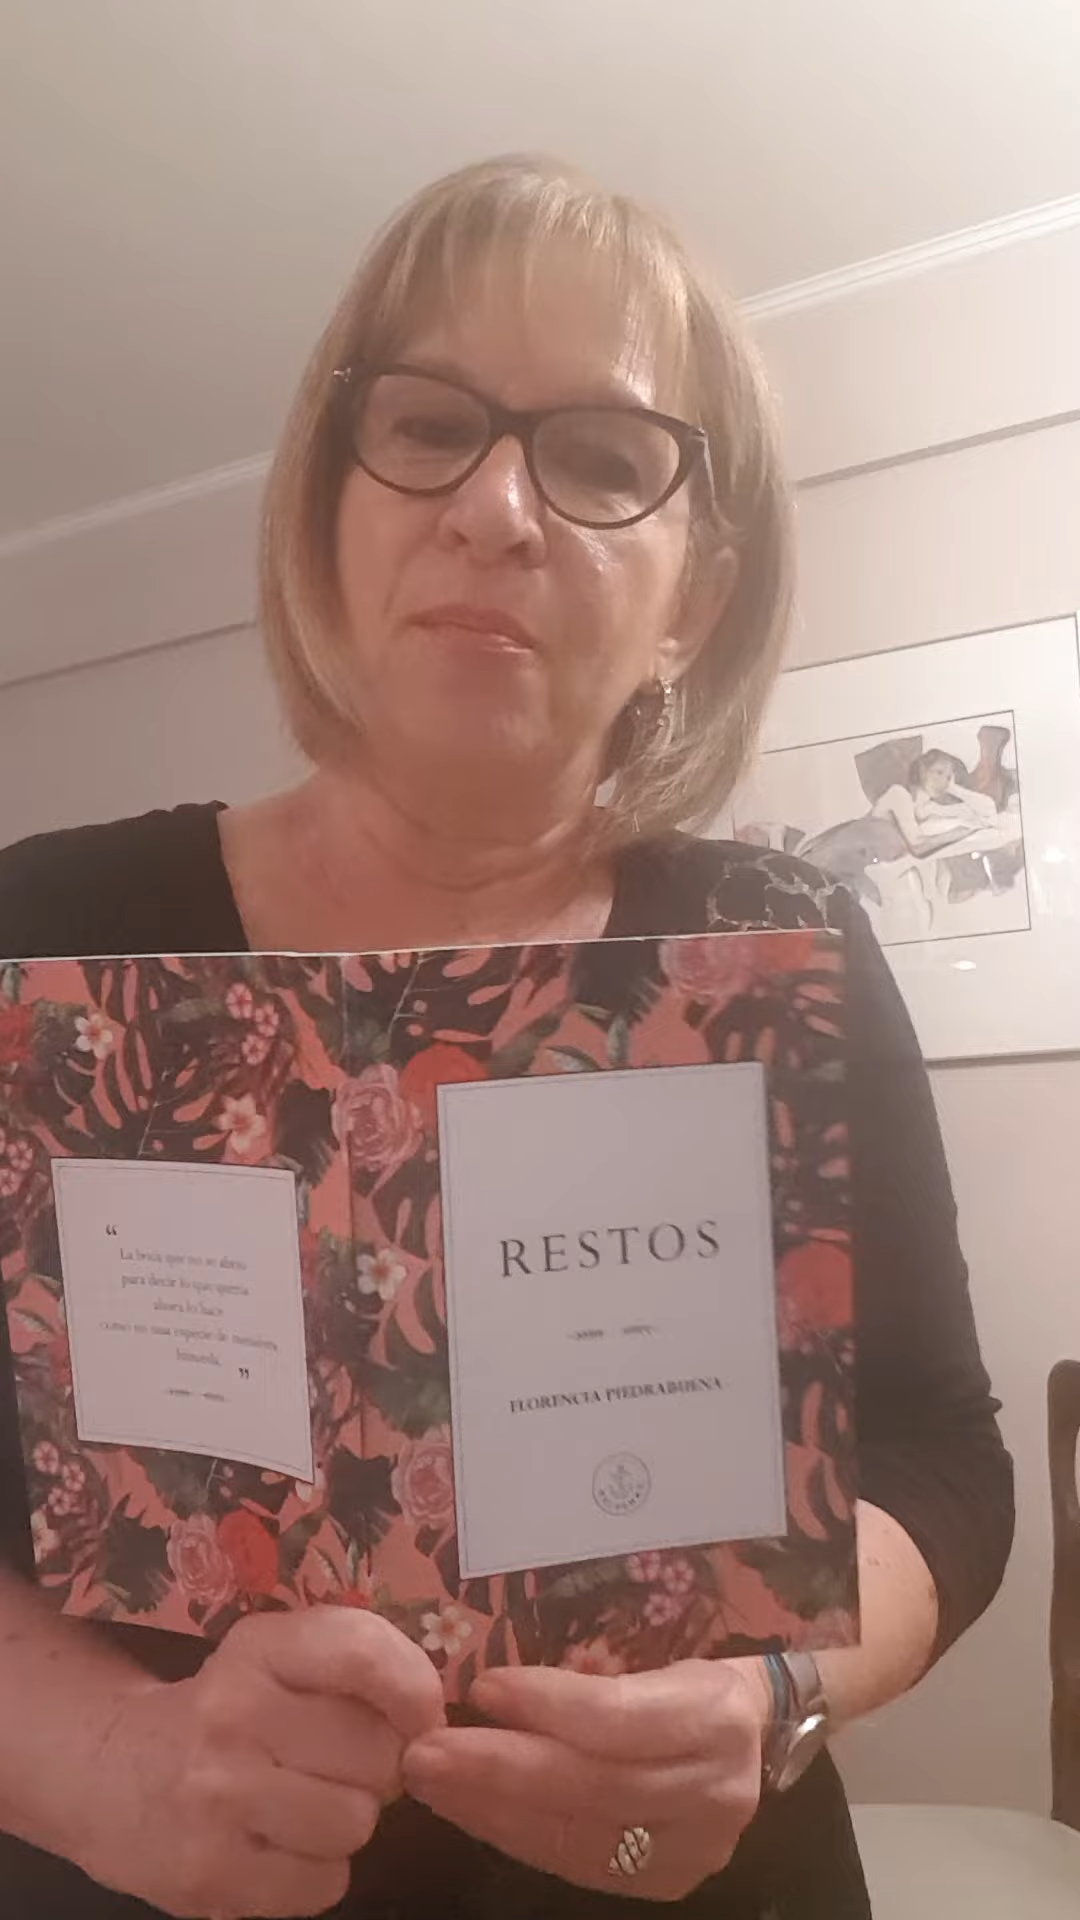 “
La boca que no se abrió
para decir lo que quería
ahora lo hace
como en una especie de
húmeda.
”
RESTOS
FLORENCIA PIEDRABUENA